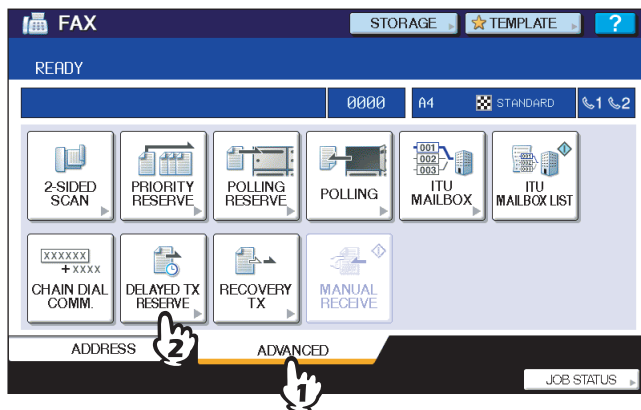 FAX
STORAGE
TEMPLATE
?
READY
0000
A4
STANDARD
1 2
2-SIDED
SCAN
PRIORITY
RESERVE
POLLING
RESERVE
POLLING
001
002
003
ITU
MAILBOX
ITU
MAILBOX LIST
XXXXXX
+XXXX
CHAIN DIAL
COMM.
DELAYED TX
RESERVE
RECOVERY
TX
MANUAL
RECEIVE
ADDRESS
2
ADVANCED
1
JOB STATUS